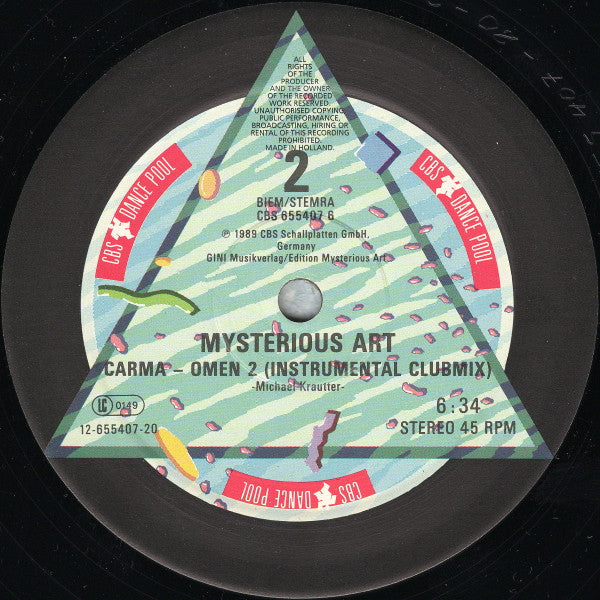 ALL
RIGHTS
OF THE
PRODUCER
AND THE OWNER
OF THE RECORDED
WORK RESERVED.
UNAUTHORISED COPYING,
PUBLIC PERFORMANCE,
BROADCASTING, HIRING OR
RENTAL OF THIS RECORDING
PROHIBITED.
MADE IN HOLLAND.
2
BIEM/STEMRA
CBS 655407 6
℗ 1989 CBS Schallplatten GmbH,
Germany
GINI Musikverlag/Edition Mysterious Art
CBS DANCE POOL
CBS DANCE POOL
MYSTERIOUS ART
CARMA – OMEN 2 (INSTRUMENTAL CLUBMIX)
-Michael Krautter-
LC 0149
6:34
12-655407-20
STEREO 45 RPM
CBS DANCE POOL